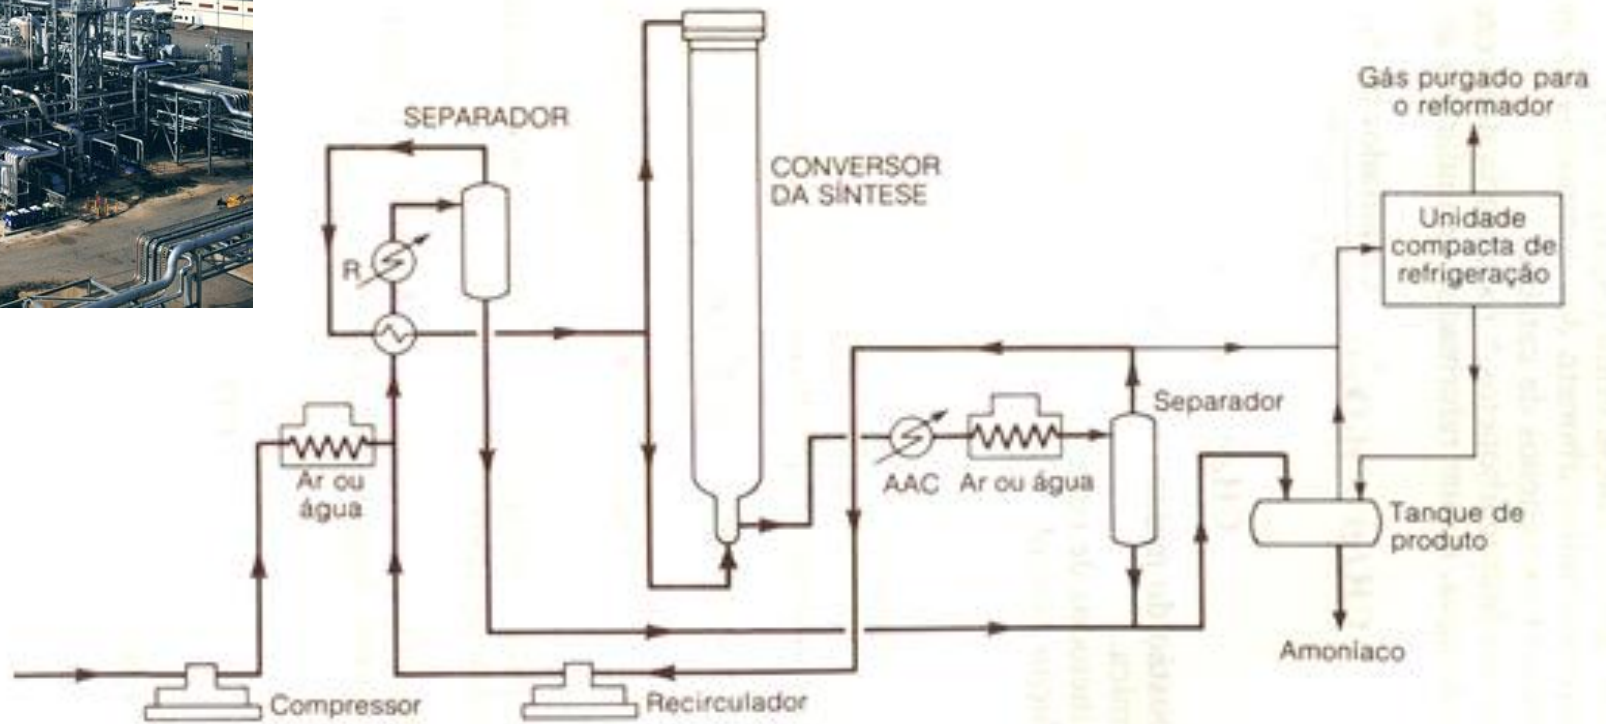 Gás purgado para
o reformador
SEPARADOR
CONVERSOR
DA SÍNTESE
Unidade
compacta de
refrigeração
R
Separador
Ar ou
água
AAC
Ar ou água
Tanque de
produto
Amoníaco
Compressor
Recirculador